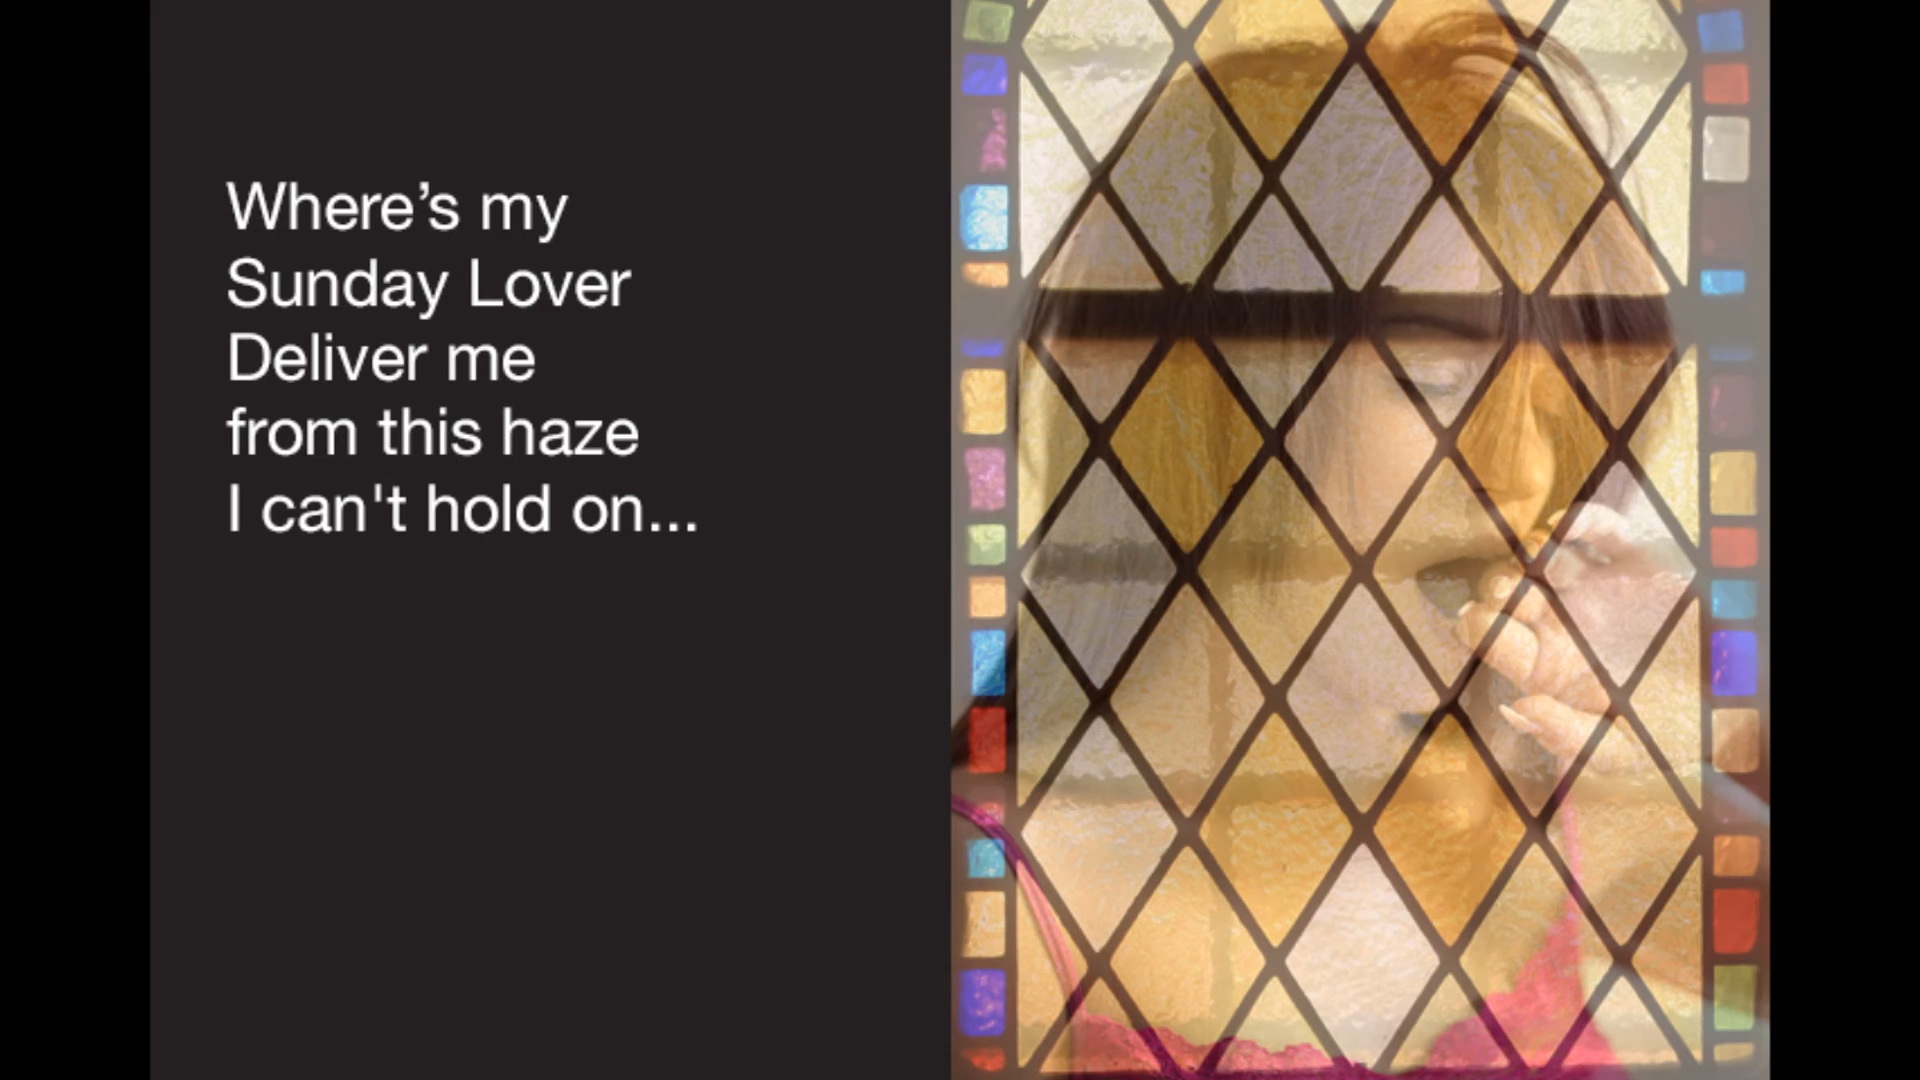 Where’s my
Sunday Lover
Deliver me
from this haze
I can't hold on...